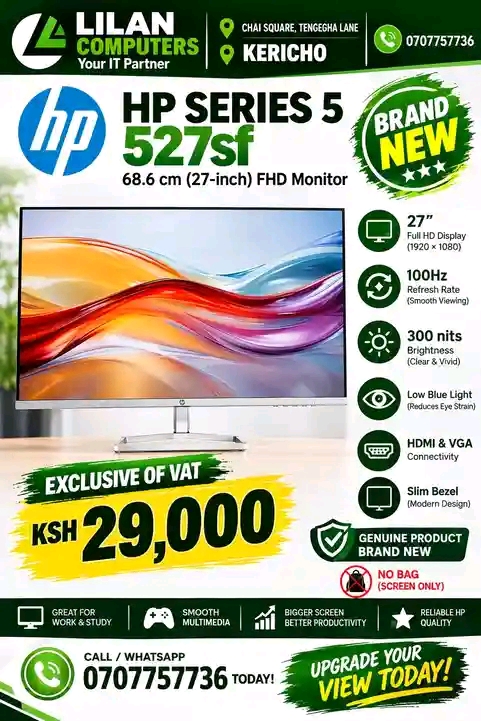 LILAN
COMPUTERS
Your IT Partner
CHAI SQUARE, TENGEGHA LANE
KERICHO
0707757736
hp
HP SERIES 5
527sf
68.6 cm (27-inch) FHD Monitor
BRAND
NEW
27"
Full HD Display
(1920 × 1080)
100Hz
Refresh Rate
(Smooth Viewing)
300 nits
Brightness
(Clear & Vivid)
Low Blue Light
(Reduces Eye Strain)
HDMI & VGA
Connectivity
Slim Bezel
(Modern Design)
EXCLUSIVE OF VAT
KSH 29,000
GENUINE PRODUCT
BRAND NEW
NO BAG
(SCREEN ONLY)
GREAT FOR
WORK & STUDY
SMOOTH
MULTIMEDIA
BIGGER SCREEN
BETTER PRODUCTIVITY
RELIABLE HP
QUALITY
CALL / WHATSAPP
0707757736 TODAY!
UPGRADE YOUR
VIEW TODAY!